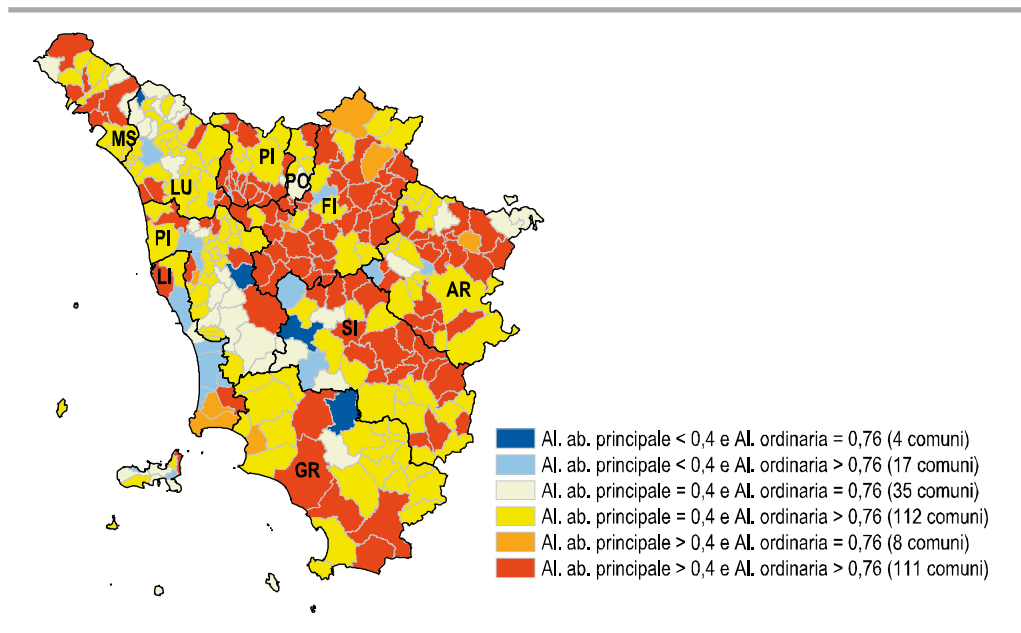 MS
PI
PO
LU
FI
PI
LI
AR
SI
GR
Al. ab. principale < 0,4 e Al. ordinaria = 0,76 (4 comuni)
Al. ab. principale < 0,4 e Al. ordinaria > 0,76 (17 comuni)
Al. ab. principale = 0,4 e Al. ordinaria = 0,76 (35 comuni)
Al. ab. principale = 0,4 e Al. ordinaria > 0,76 (112 comuni)
Al. ab. principale > 0,4 e Al. ordinaria = 0,76 (8 comuni)
Al. ab. principale > 0,4 e Al. ordinaria > 0,76 (111 comuni)